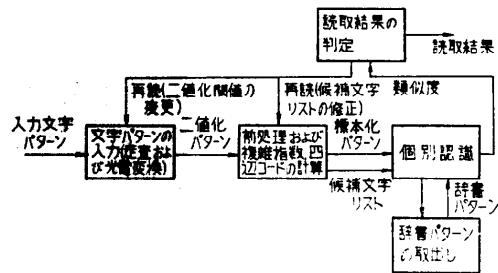 読取結果の
判定
読取結果
再読(二値化閾値の
変更)
再読(候補文字
リストの修正)
類似度
入力文字
パターン
文字パターンの
入力(走査およ
び光電変換)
二値化
パターン
前処理および
複雑指数,四
辺コードの計算
標本化
パターン
個別認識
候補文字
リスト
辞書
パターン
辞書パターン
の取出し